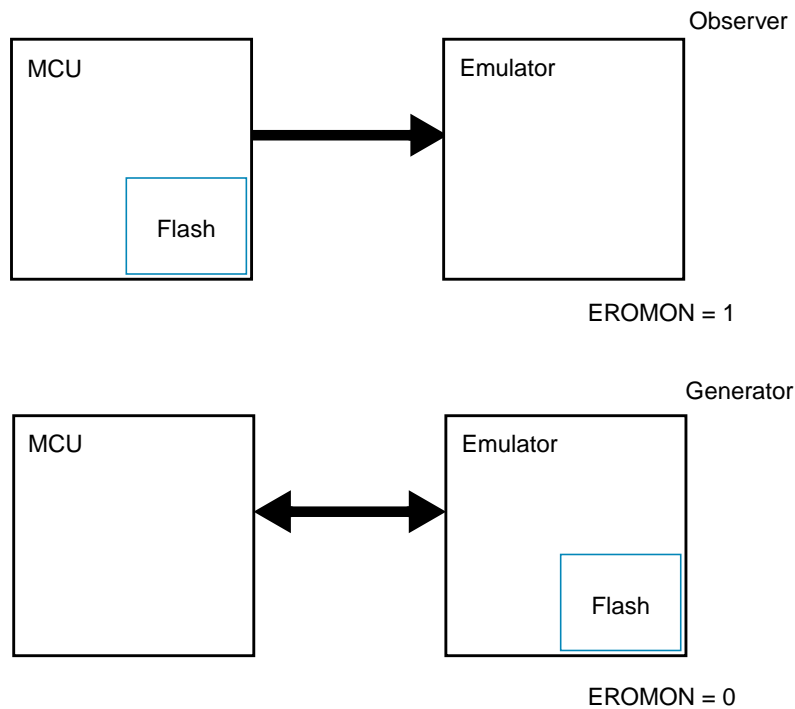 Observer
MCU
Emulator
Flash
EROMON = 1
Generator
MCU
Emulator
Flash
EROMON = 0